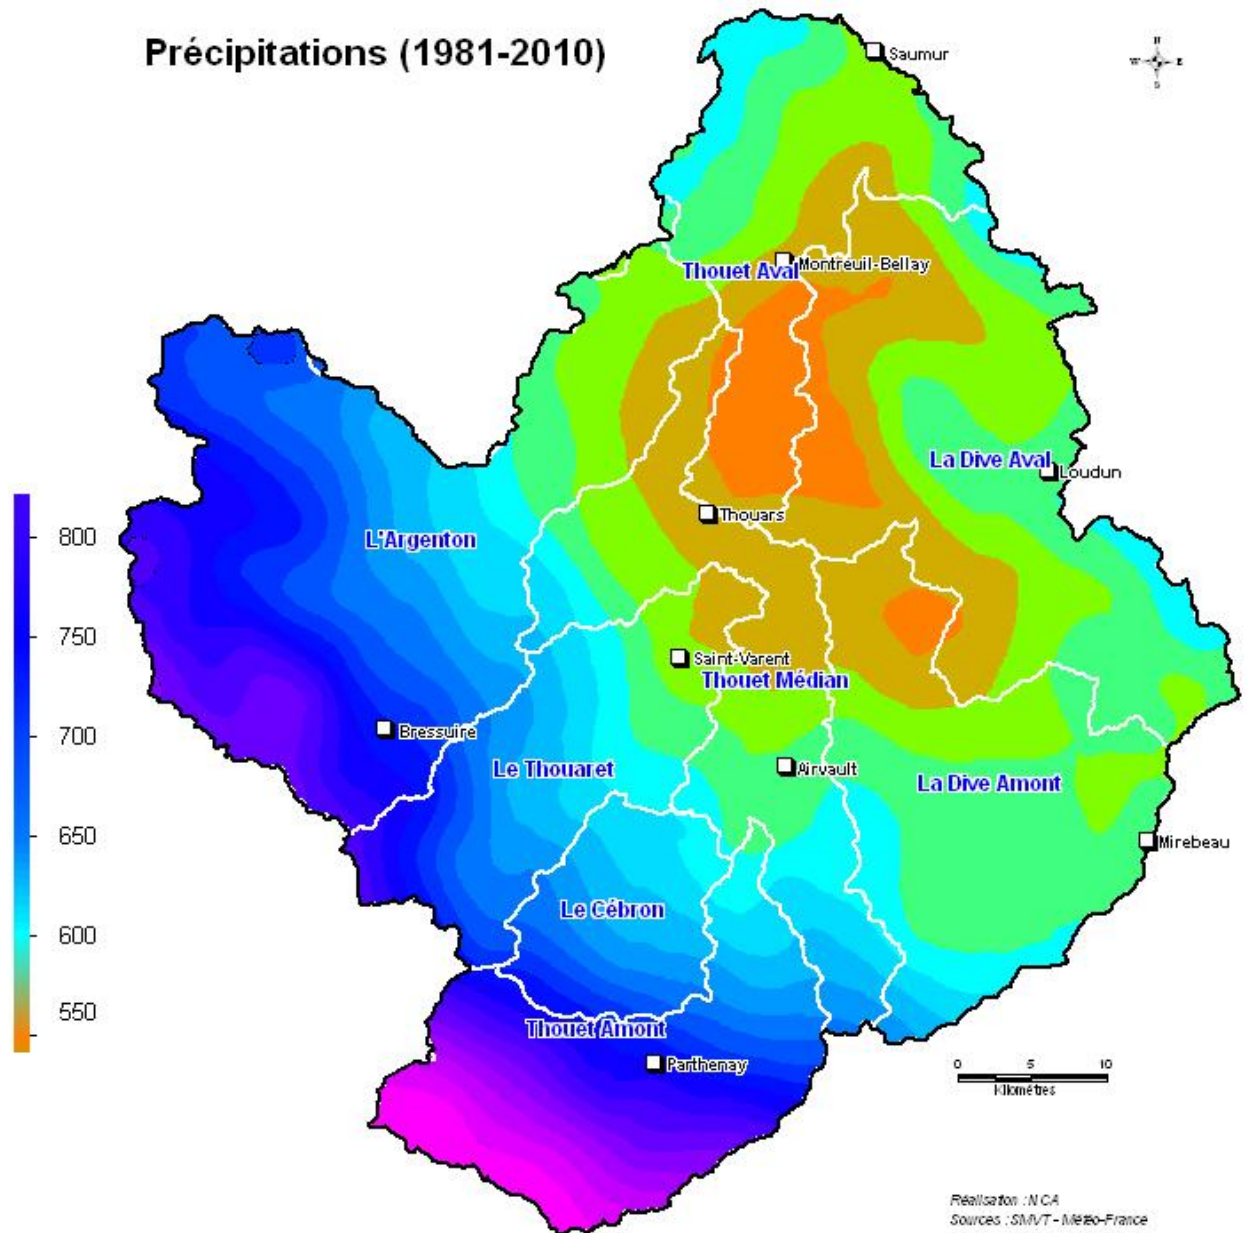 Précipitations (1981-2010)
N
W E
S
Saumur
Montreuil-Bellay
Thouet Aval
La Dive Aval
Loudun
Thouars
L'Argenton
800
750
700
650
600
550
Saint-Varent
Thouet Médian
Bressuire
Le Thouaret
Airvault
La Dive Amont
Mirebeau
Le Cébron
Thouet Amont
Parthenay
0 10
Kilométres
Réalisation : NCA
Sources : SMVT - Météo-France